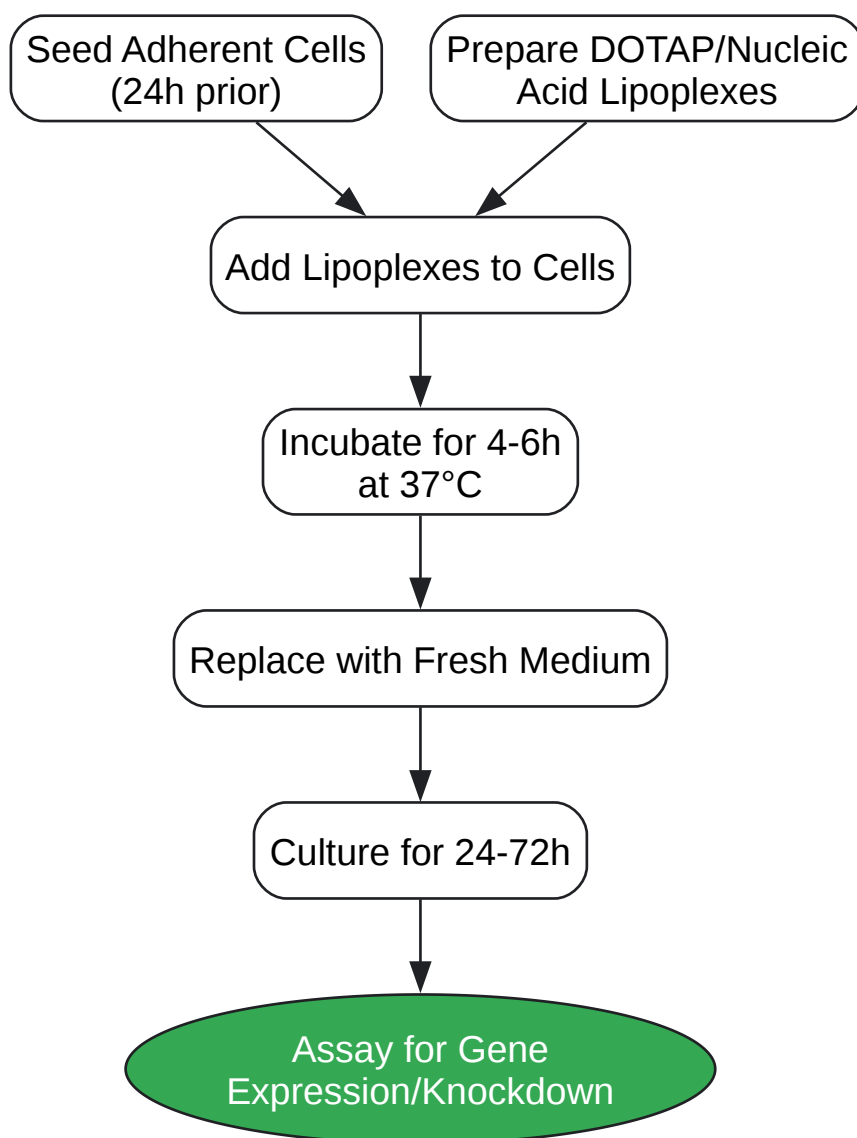 Seed Adherent Cells
(24h prior)
Prepare DOTAP/Nucleic
Acid Lipoplexes
Add Lipoplexes to Cells
Incubate for 4-6h
at 37°C
Replace with Fresh Medium
Culture for 24-72h
Assay for Gene
Expression/Knockdown